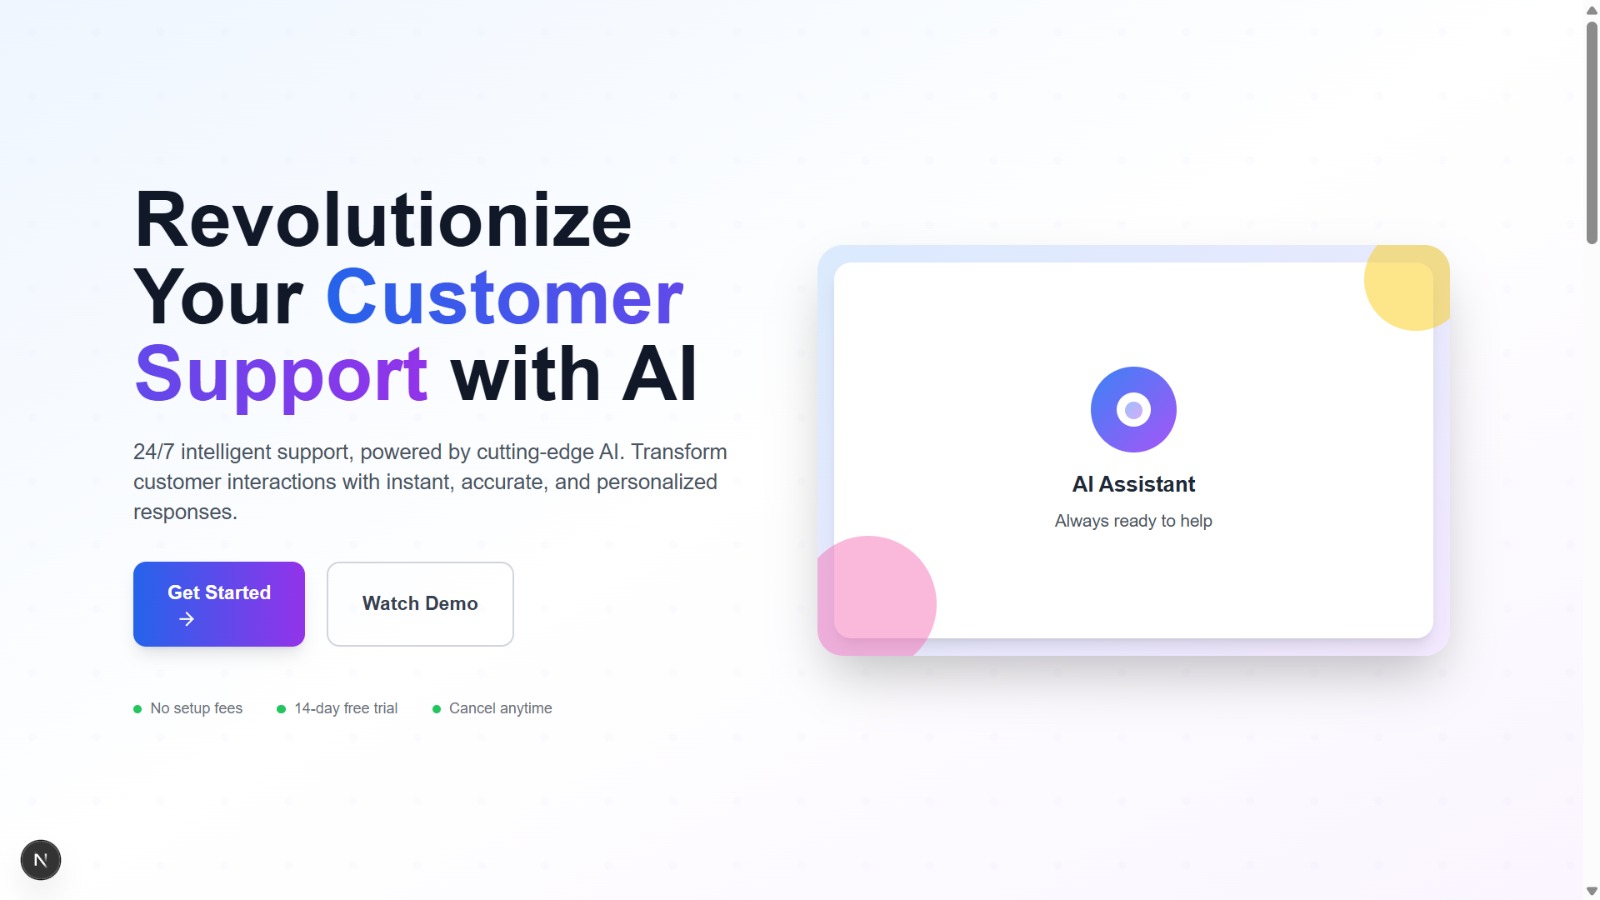 Revolutionize
Your Customer
Support with AI
24/7 intelligent support, powered by cutting-edge AI. Transform
customer interactions with instant, accurate, and personalized
responses.
Get Started
→
Watch Demo
No setup fees
14-day free trial
Cancel anytime
AI Assistant
Always ready to help
N